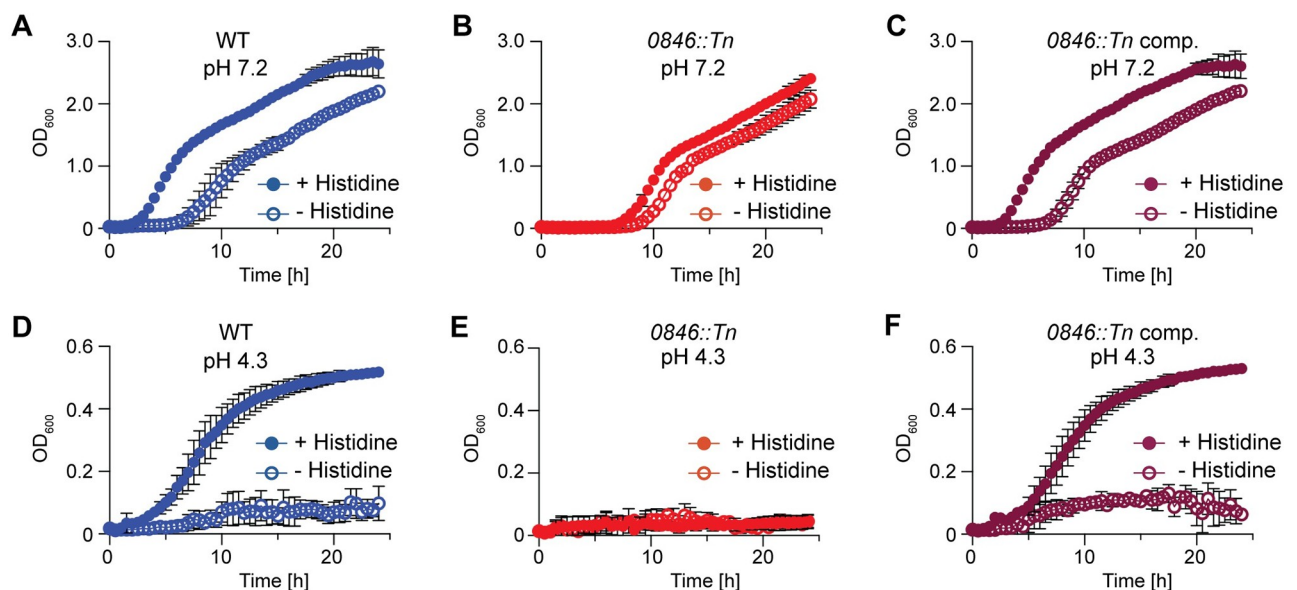 A
WT
pH 7.2
3.0
2.0
1.0
0
OD600
+ Histidine
- Histidine
0
10
20
Time [h]
B
0846::Tn
pH 7.2
3.0
2.0
1.0
0
OD600
+ Histidine
- Histidine
0
10
20
Time [h]
C
0846::Tn comp.
pH 7.2
3.0
2.0
1.0
0
OD600
+ Histidine
- Histidine
0
10
20
Time [h]
D
WT
pH 4.3
0.6
0.4
0.2
0
OD600
+ Histidine
- Histidine
0
10
20
Time [h]
E
0846::Tn
pH 4.3
0.6
0.4
0.2
0
OD600
+ Histidine
- Histidine
0
10
20
Time [h]
F
0846::Tn comp.
pH 4.3
0.6
0.4
0.2
0
OD600
+ Histidine
- Histidine
0
10
20
Time [h]